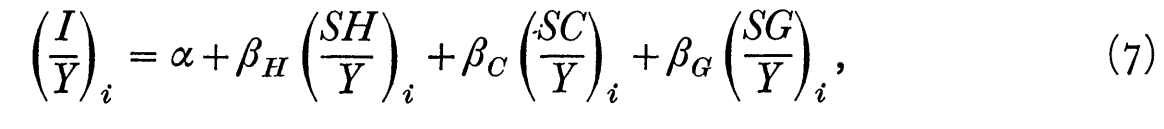 (I/Y)_i = α + β_H (SH/Y)_i + β_C (SC/Y)_i + β_G (SG/Y)_i , (7)